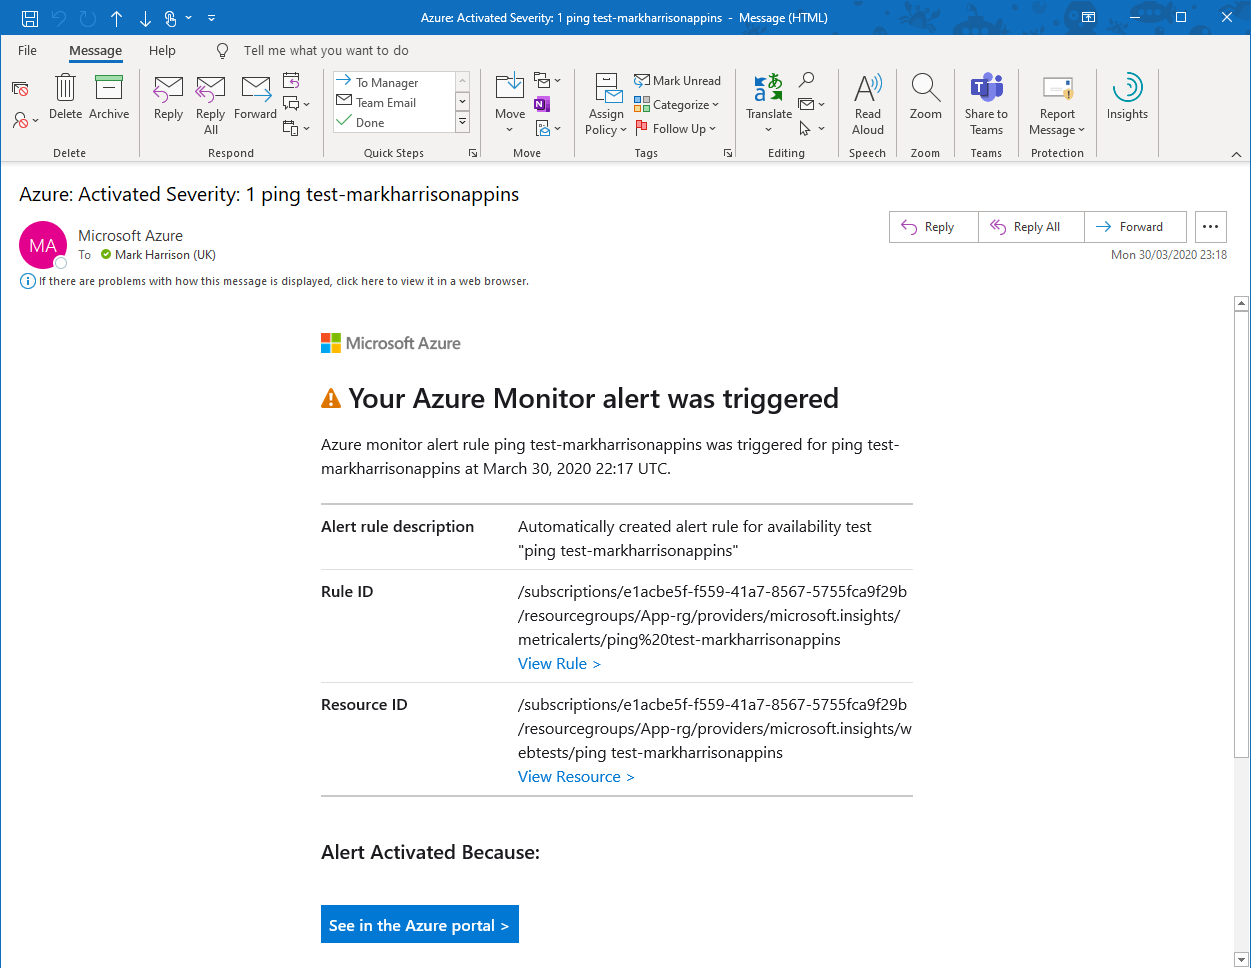 Azure: Activated Severity: 1 ping test-markharrisonappins - Message (HTML)
File Message Help Tell me what you want to do
Delete Archive
Delete
Reply Reply All Forward
Respond
To Manager
Team Email
Done
Quick Steps
Move
Move
Assign Policy
Mark Unread
Categorize
Follow Up
Tags
Translate
Editing
Read Aloud
Speech
Zoom
Zoom
Share to Teams
Teams
Report Message
Protection
Insights
Azure: Activated Severity: 1 ping test-markharrisonappins
MA
Microsoft Azure
To Mark Harrison (UK)
Reply Reply All Forward
Mon 30/03/2020 23:18
If there are problems with how this message is displayed, click here to view it in a web browser.
Microsoft Azure
Your Azure Monitor alert was triggered
Azure monitor alert rule ping test-markharrisonappins was triggered for ping test-
markharrisonappins at March 30, 2020 22:17 UTC.
Alert rule description Automatically created alert rule for availability test
"ping test-markharrisonappins"
Rule ID /subscriptions/e1acbe5f-f559-41a7-8567-5755fca9f29b
/resourcegroups/App-rg/providers/microsoft.insights/
metricalerts/ping%20test-markharrisonappins
View Rule >
Resource ID /subscriptions/e1acbe5f-f559-41a7-8567-5755fca9f29b
/resourcegroups/App-rg/providers/microsoft.insights/w
ebtests/ping test-markharrisonappins
View Resource >
Alert Activated Because:
See in the Azure portal >